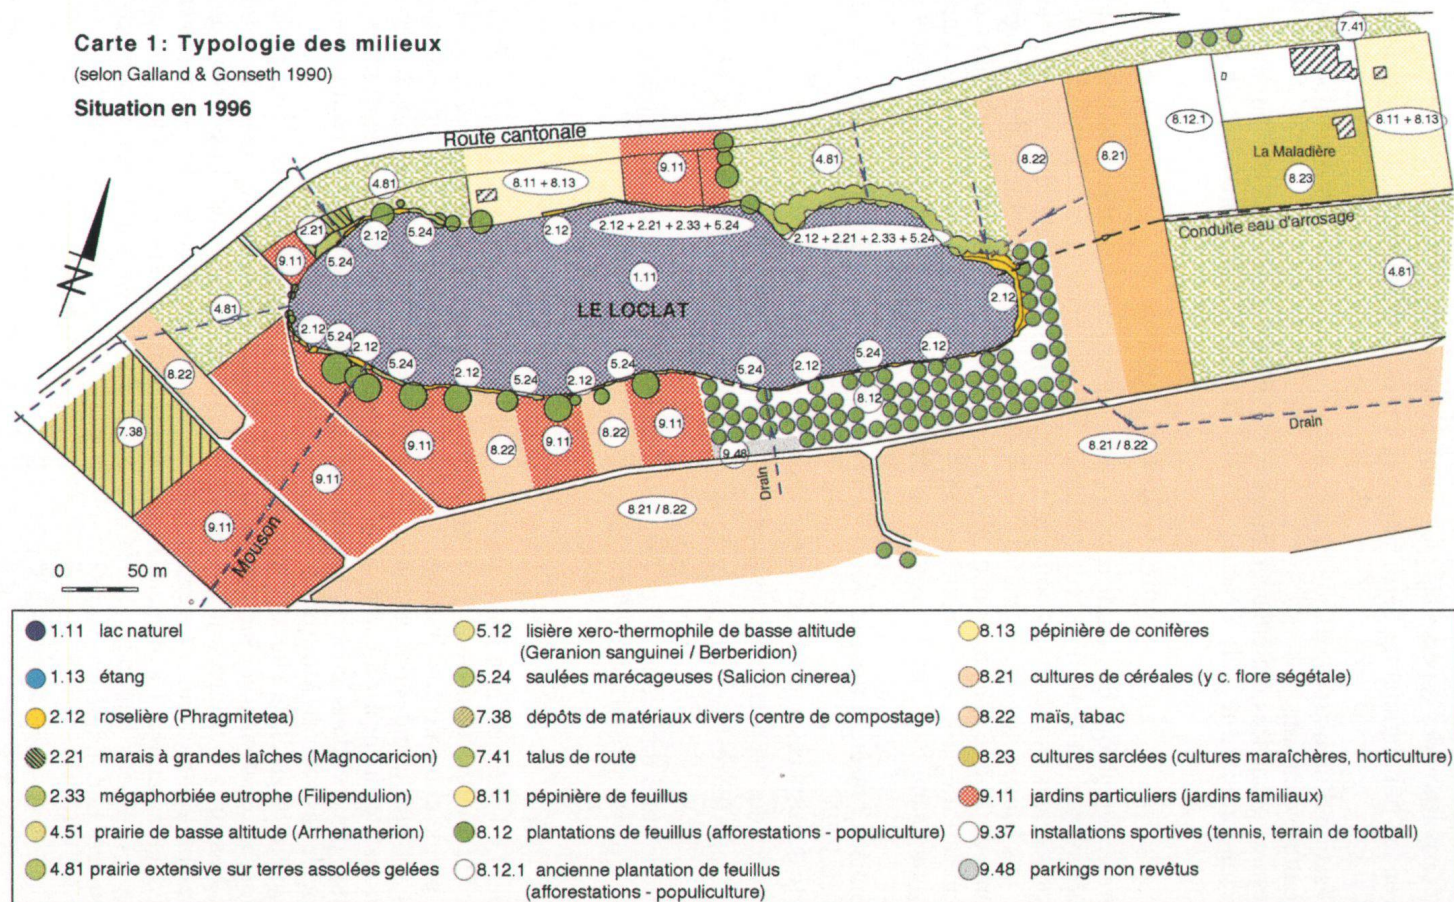 Carte 1: Typologie des milieux
(selon Galland & Gonseth 1990)
Situation en 1996
Route cantonale
7.41
8.12.1
8.11 + 8.13
La Maladière
8.23
8.22
8.21
4.81
9.11
8.11 + 8.13
4.81
2.21
2.12
5.24
2.12
2.12 + 2.21 + 2.33 + 5.24
2.12 + 2.21 + 2.33 + 5.24
Conduite eau d'arrosage
4.81
9.11
5.24
1.11
LE LOCLAT
2.12
4.81
2.12
5.24
2.12
5.24
2.12
5.24
2.12
5.24
5.24
2.12
5.24
2.12
8.22
8.12
7.38
9.11
8.22
9.11
8.22
9.11
9.48
8.21 / 8.22
Drain
9.11
Drain
9.11
8.21 / 8.22
Mouson
N
0 50 m
1.11 lac naturel
1.13 étang
2.12 roselière (Phragmitetea)
2.21 marais à grandes laîches (Magnocaricion)
2.33 mégaphorbiée eutrophe (Filipendulion)
4.51 prairie de basse altitude (Arrhenatherion)
4.81 prairie extensive sur terres assolées gelées
5.12 lisière xero-thermophile de basse altitude
(Geranion sanguinei / Berberidion)
5.24 saulées marécageuses (Salicion cinerea)
7.38 dépôts de matériaux divers (centre de compostage)
7.41 talus de route
8.11 pépinière de feuillus
8.12 plantations de feuillus (afforestations - populiculture)
8.12.1 ancienne plantation de feuillus
(afforestations - populiculture)
8.13 pépinière de conifères
8.21 cultures de céréales (y c. flore ségétale)
8.22 maïs, tabac
8.23 cultures sarclées (cultures maraîchères, horticulture)
9.11 jardins particuliers (jardins familiaux)
9.37 installations sportives (tennis, terrain de football)
9.48 parkings non revêtus